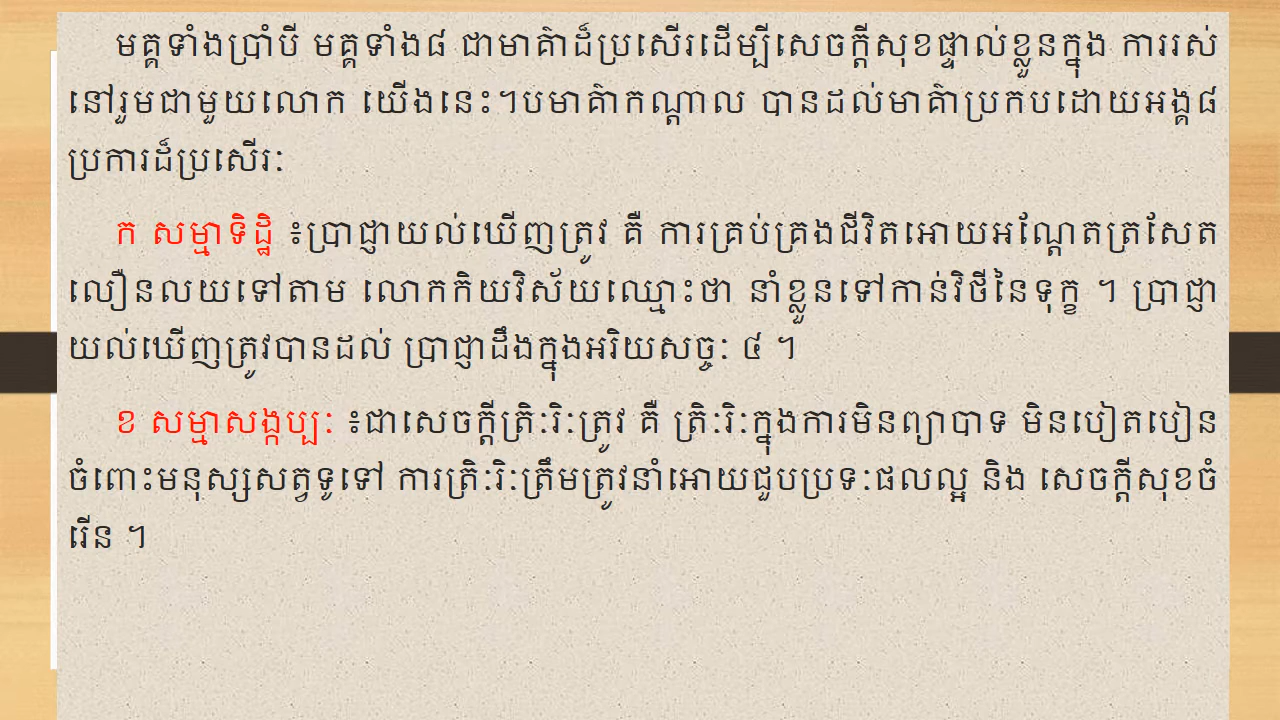 មគ្គទាំងប្រាំបី មគ្គទាំង៨ ជាមាគ៌ាដ៏ប្រសើរដើម្បីសេចក្ដីសុខផ្ទាល់ខ្លួនក្នុង ការរស់
នៅរួមជាមួយលោក យើងនេះ។បមាគ៌ាកណ្ដាល បានដល់មាគ៌ាប្រកបដោយអង្គ៨
ប្រការដ៏ប្រសើរៈ
ក សម្មាទិដ្ឋិ ៖ប្រាជ្ញាយល់ឃើញត្រូវ គឺ ការគ្រប់គ្រងជីវិតអោយអណ្ដែតត្រសែត
លឿនលយទៅតាម លោកកិយវិស័យឈ្មោះថា នាំខ្លួនទៅកាន់វិថីនៃទុក្ខ ។ ប្រាជ្ញា
យល់ឃើញត្រូវបានដល់ ប្រាជ្ញាដឹងក្នុងអរិយសច្ចៈ ៤ ។
ខ សម្មាសង្កប្បៈ ៖ជាសេចក្ដីត្រិៈរិៈត្រូវ គឺ ត្រិៈរិៈក្នុងការមិនព្យាបាទ មិនបៀតបៀន
ចំពោះមនុស្សសត្វទូទៅ ការត្រិៈរិៈត្រឹមត្រូវនាំអោយជួបប្រទៈផលល្អ និង សេចក្ដីសុខចំ
រើន ។